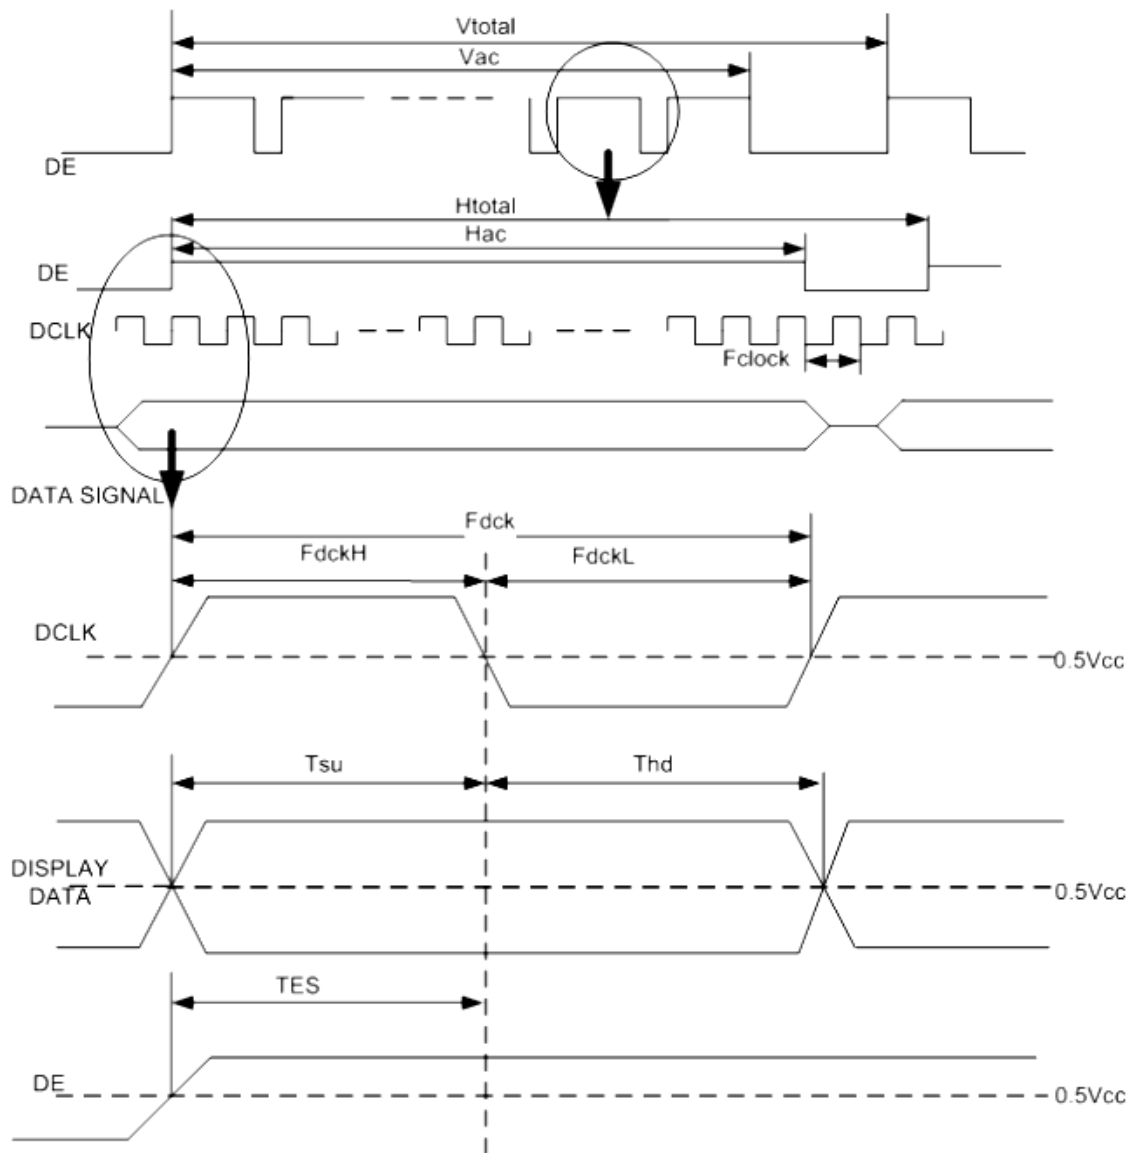 Vtotal
Vac
DE
Htotal
Hac
DE
DCLK
Fclock
DATA SIGNAL
Fdck
FdckH
FdckL
DCLK
0.5Vcc
Tsu
Thd
DISPLAY
DATA
0.5Vcc
TES
DE
0.5Vcc